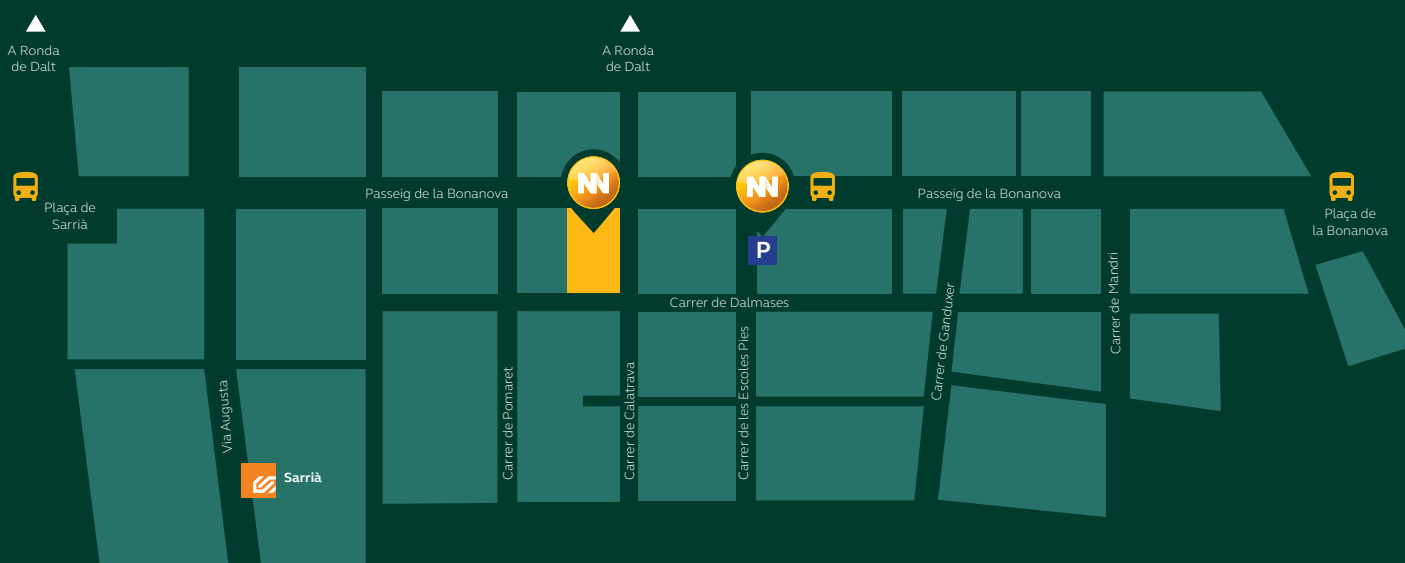 A Ronda
de Dalt
A Ronda
de Dalt
Plaça de
Sarrià
Passeig de la Bonanova
NN
NN
Passeig de la Bonanova
Plaça de
la Bonanova
P
Carrer de Dalmases
Via Augusta
Carrer de Pomaret
Carrer de Calatrava
Carrer de les Escoles Pies
Carrer de Ganduxer
Carrer de Mandri
Sarrià